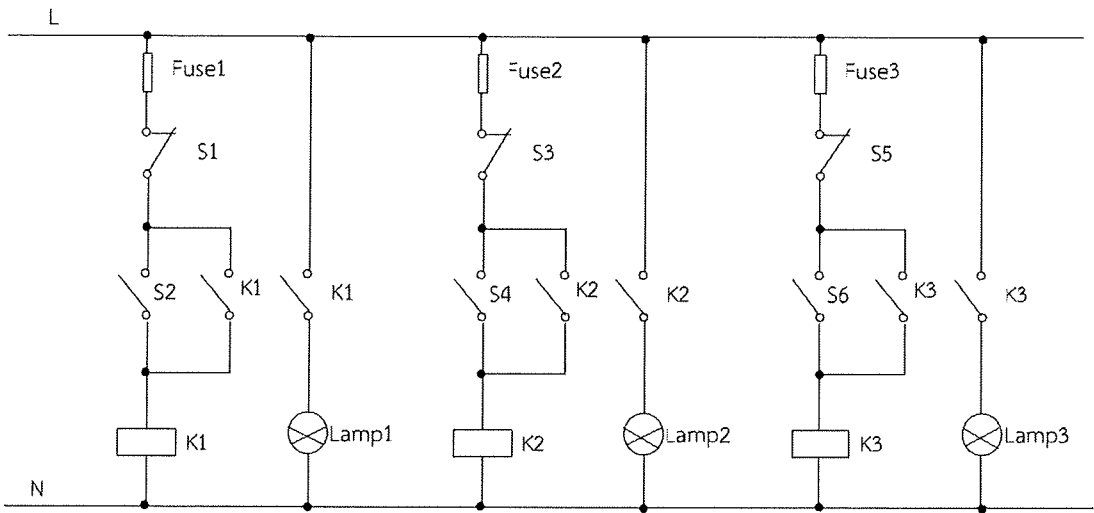 L
Fuse1
Fuse2
Fuse3
S1
S3
S5
S2
K1
K1
S4
K2
K2
S6
K3
K3
K1
Lamp1
K2
Lamp2
K3
Lamp3
N